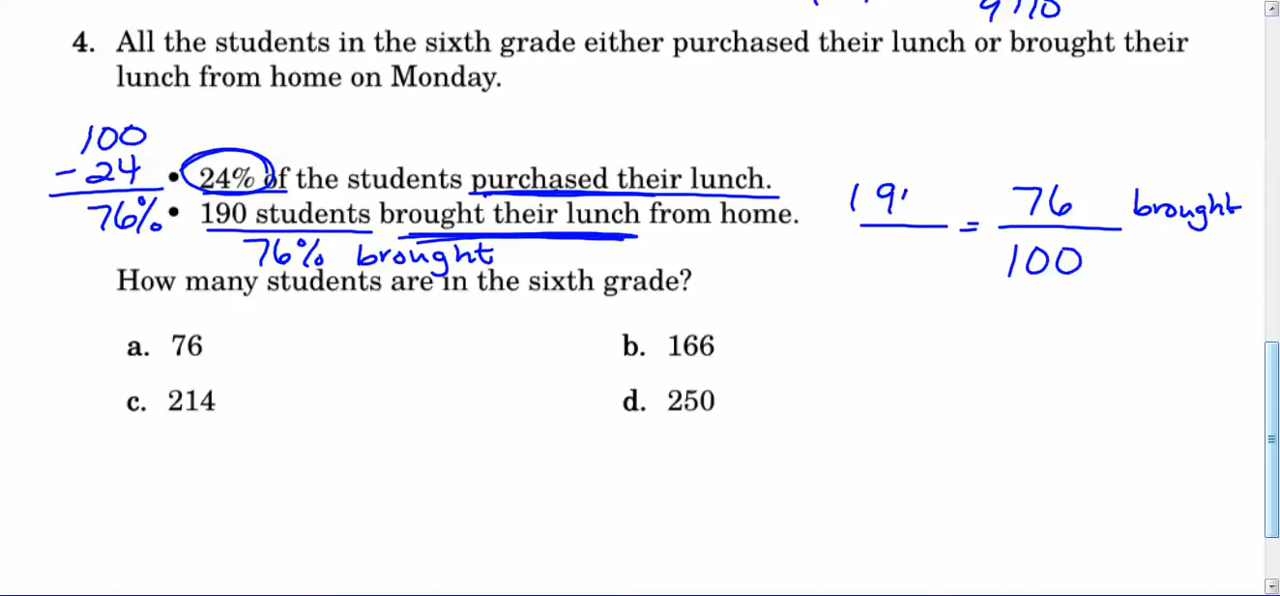 9 110
4. All the students in the sixth grade either purchased their lunch or brought their
lunch from home on Monday.
100
- 24
76%
• 24% of the students purchased their lunch.
• 190 students brought their lunch from home.
76% brought
19 = 76 brought
100
How many students are in the sixth grade?
a. 76
b. 166
c. 214
d. 250